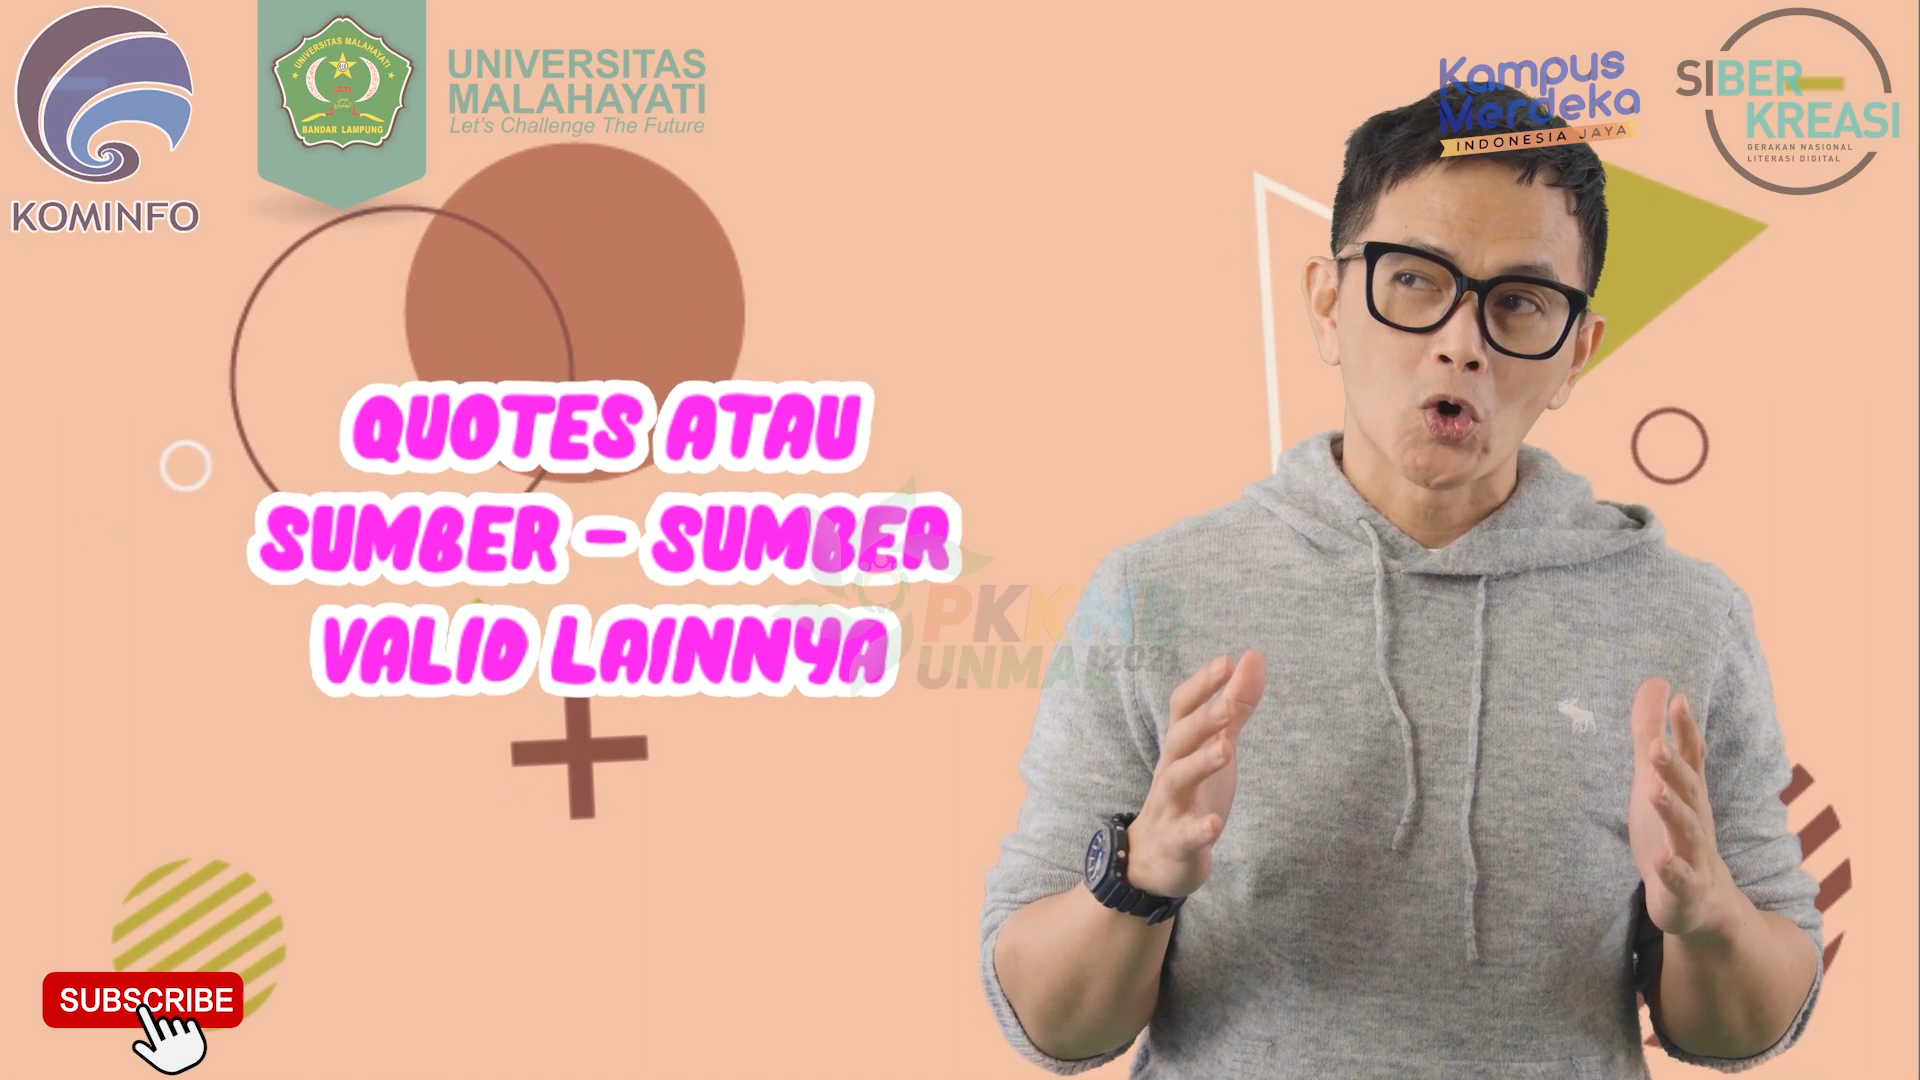 KOMINFO
UNIVERSITAS MALAHAYATI
BANDAR LAMPUNG
UNIVERSITAS
MALAHAYATI
Let's Challenge The Future
Kampus
Merdeka
INDONESIA JAYA
SIBER
KREASI
GERAKAN NASIONAL
LITERASI DIGITAL
QUOTES ATAU
SUMBER - SUMBER
VALID LAINNYA
PKKMB
UNMAL 2021
SUBSCRIBE